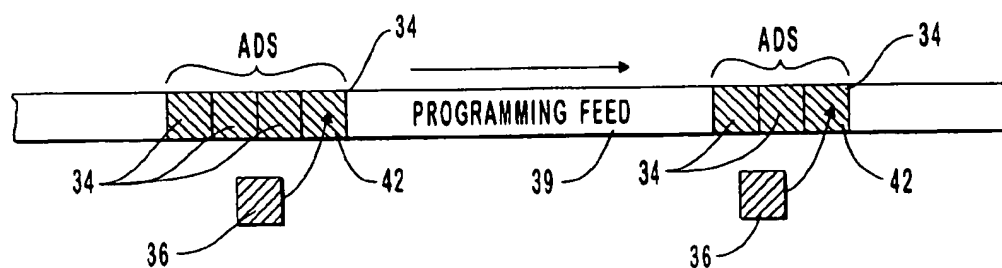 ADS 34 ADS 34
PROGRAMMING FEED
34 42 39 34 42
36 36